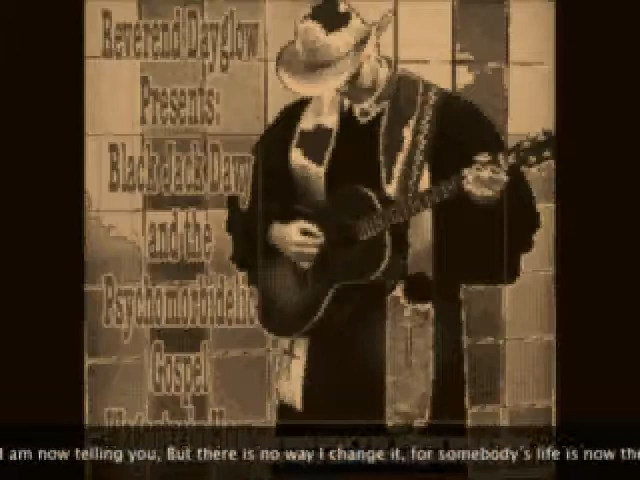 Reverend Dayglow
Presents:
Black Jack Davy
and the
Psychomorbidelic
Gospel
I am now telling you, But there is no way I change it, for somebody's life is now the